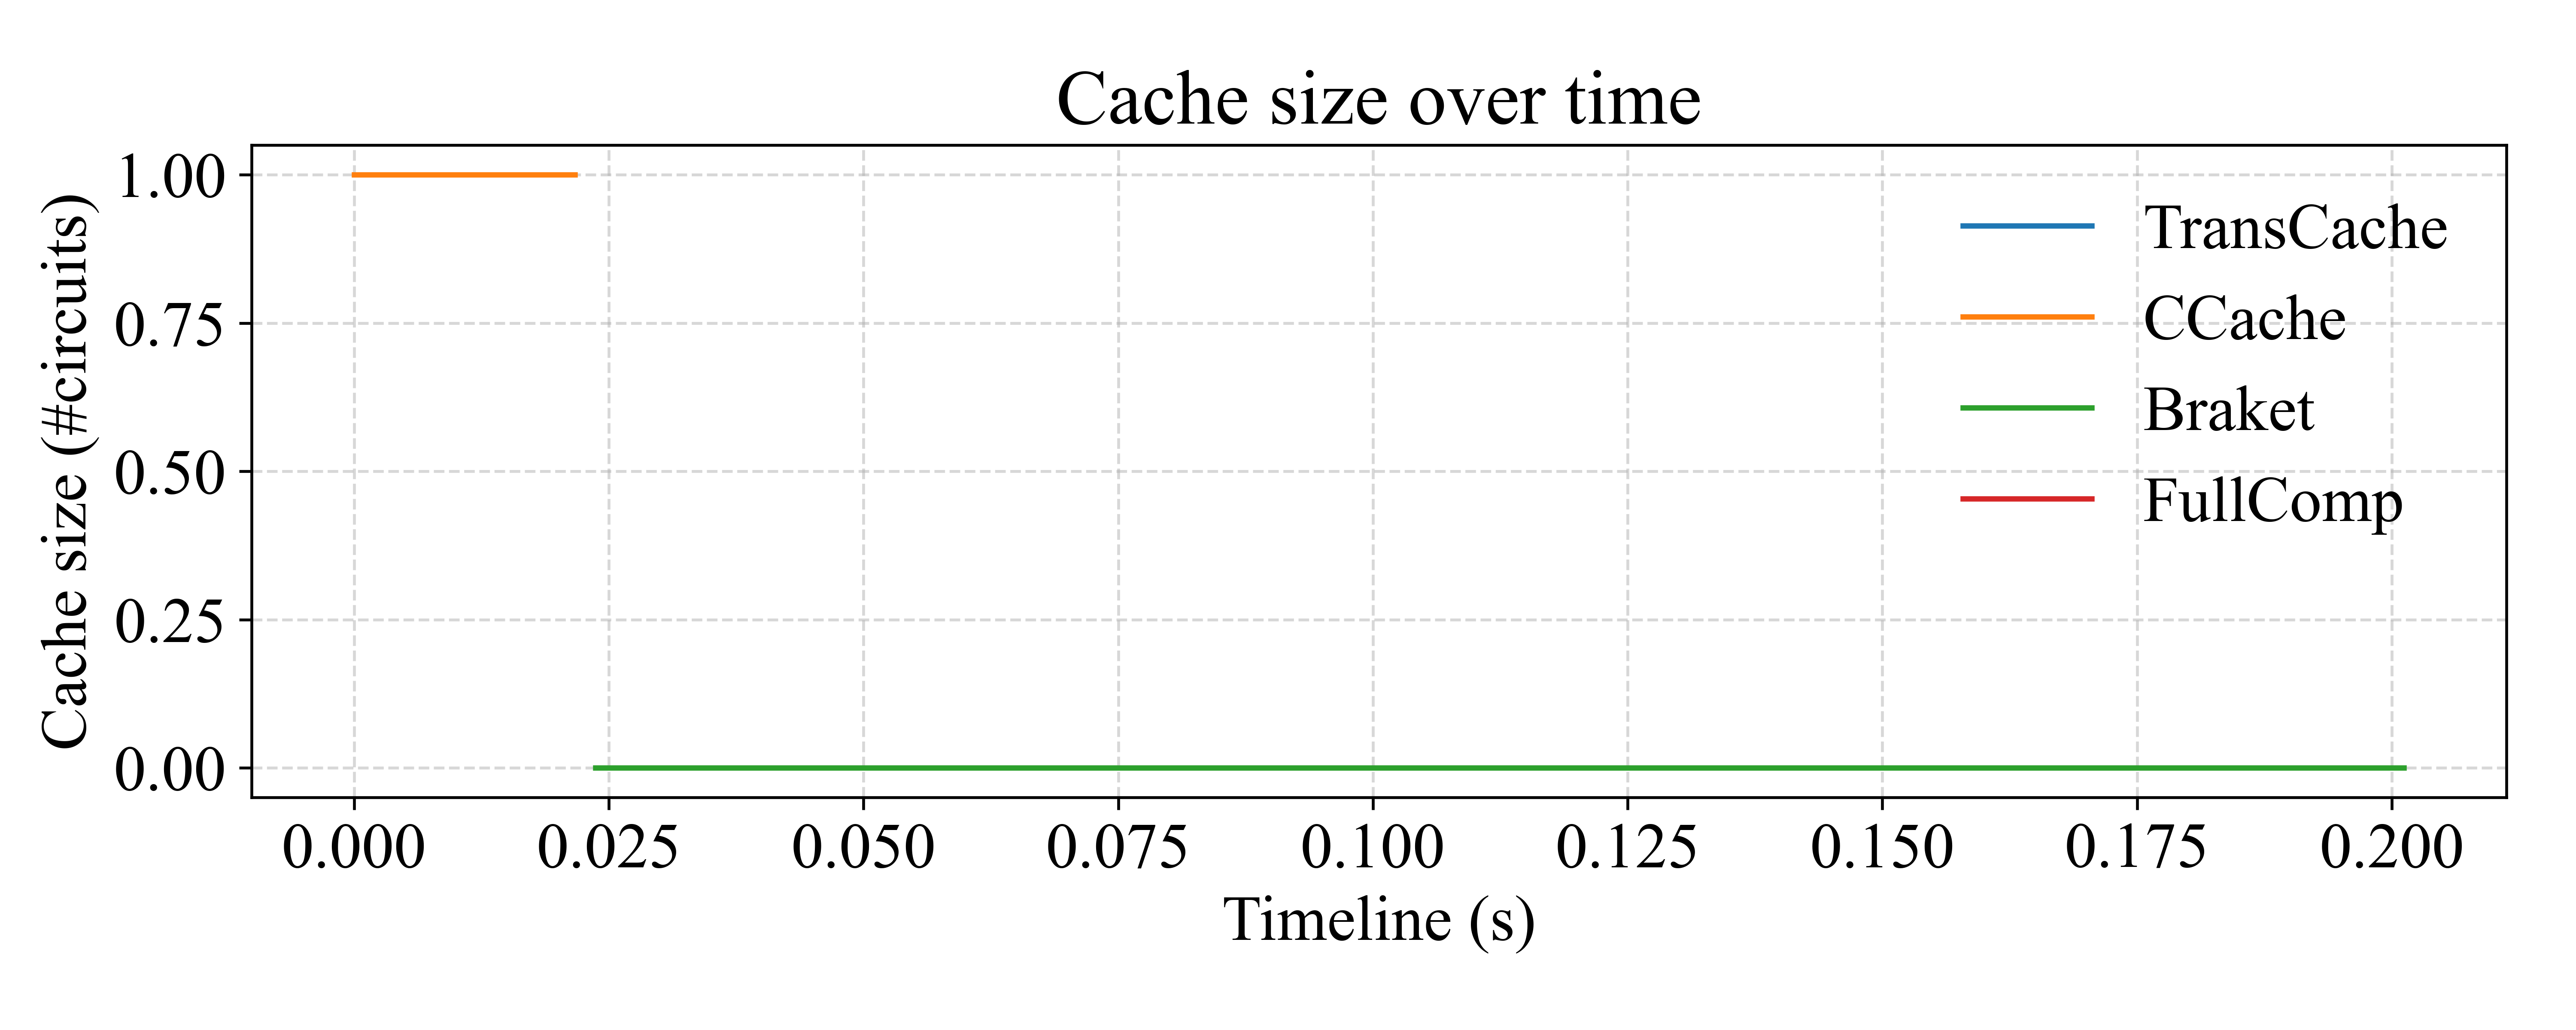 Cache size over time
Cache size (#circuits)
1.00
0.75
0.50
0.25
0.00
TransCache
CCache
Braket
FullComp
0.000 0.025 0.050 0.075 0.100 0.125 0.150 0.175 0.200
Timeline (s)